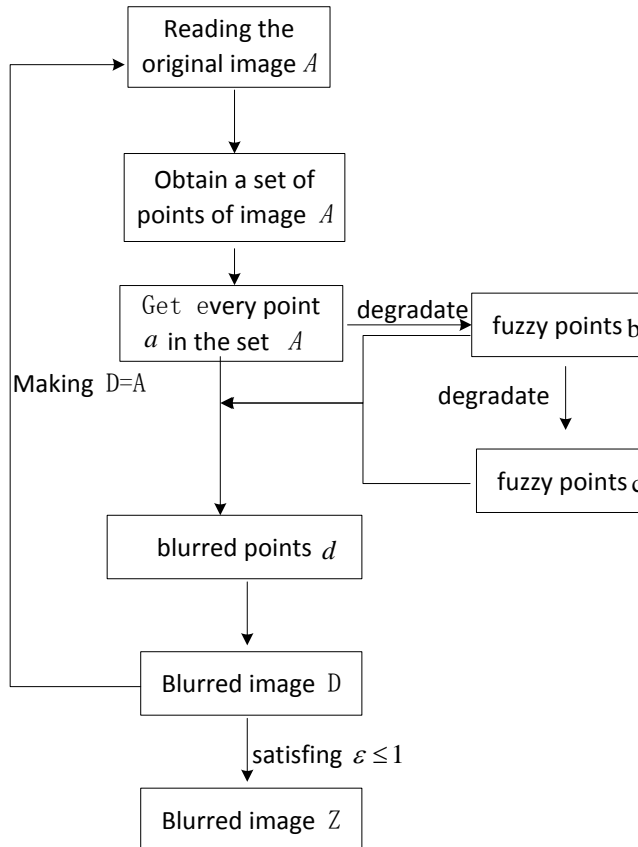 Reading the
original image A
Obtain a set of
points of image A
Get every point
a in the set A
degradate
fuzzy points b
Making D=A
degradate
fuzzy points c
blurred points d
Blurred image D
satisfing ε ≤ 1
Blurred image Z